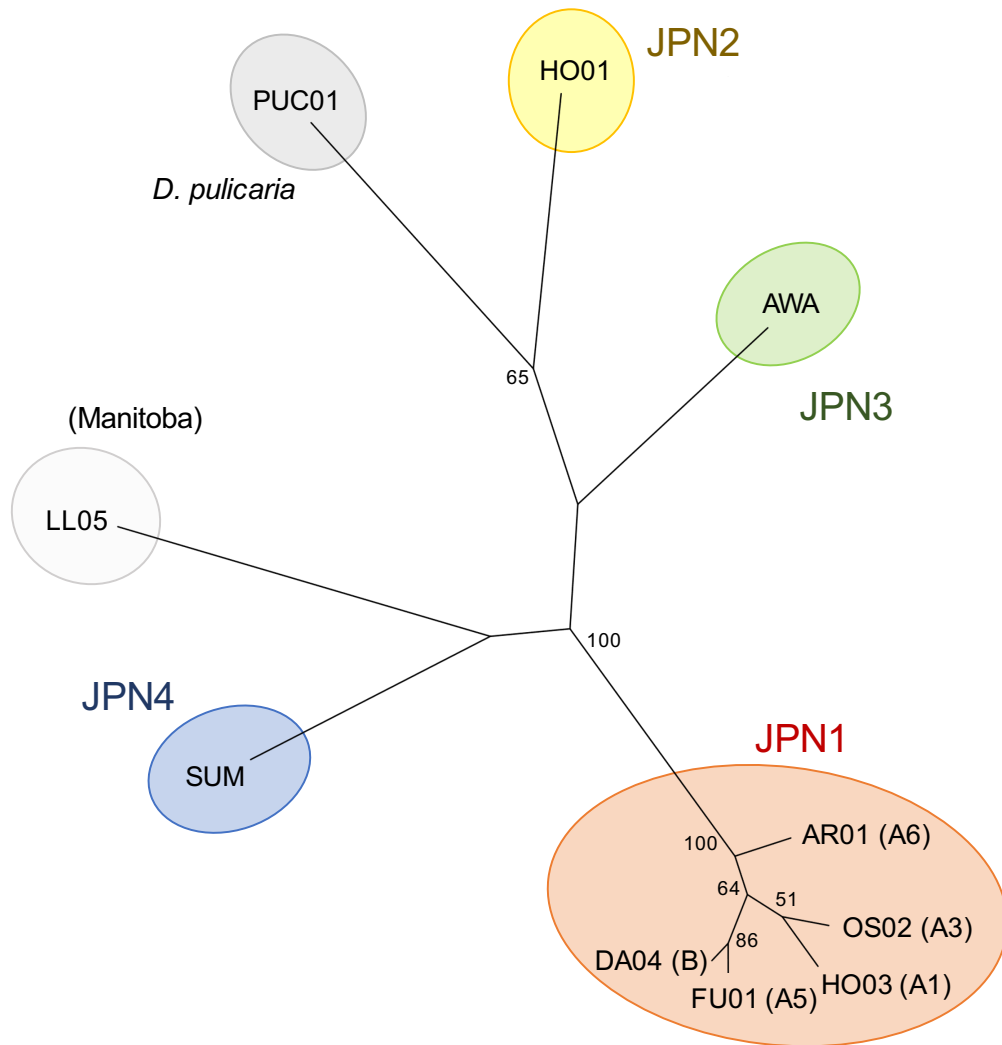 JPN2
HO01
PUC01
D. pulicaria
AWA
65
JPN3
(Manitoba)
LL05
100
JPN4
SUM
JPN1
AR01 (A6)
100
64
51
OS02 (A3)
86
DA04 (B)
HO03 (A1)
FU01 (A5)